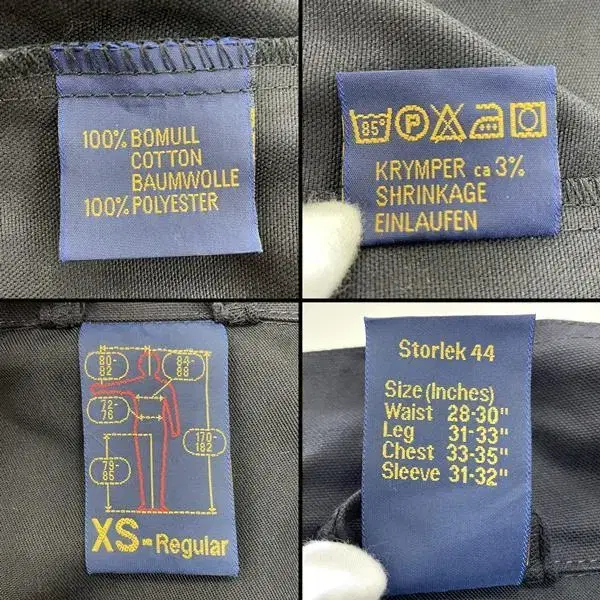 100% BOMULL
COTTON
BAUMWOLLE
100% POLYESTER
85°
P
KRYMPER ca 3%
SHRINKAGE
EINLAUFEN
80-
82
84-
88
72-
76
170-
182
79-
85
XS-Regular
Storlek 44
Size (Inches)
Waist 28-30"
Leg 31-33"
Chest 33-35"
Sleeve 31-32"